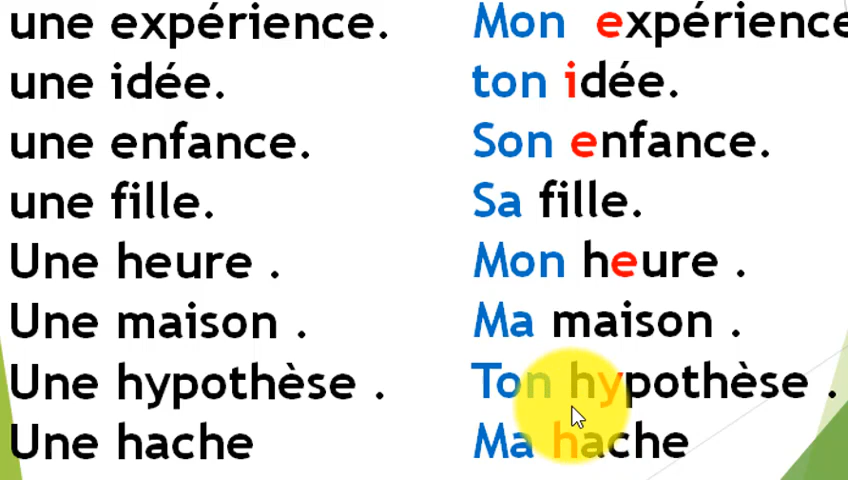 une expérience. Mon expérience
une idée. ton idée.
une enfance. Son enfance.
une fille. Sa fille.
Une heure . Mon heure .
Une maison . Ma maison .
Une hypothèse . Ton hypothèse .
Une hache Ma hache